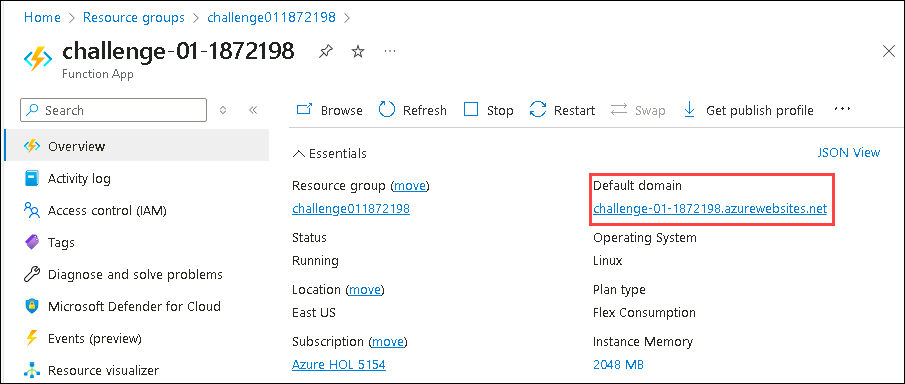 Home > Resource groups > challenge011872198 >
challenge-01-1872198 ...
Function App
Search
Overview
Activity log
Access control (IAM)
Tags
Diagnose and solve problems
Microsoft Defender for Cloud
Events (preview)
Resource visualizer
Browse Refresh Stop Restart Swap Get publish profile ...
Essentials JSON View
Resource group (move)
challenge011872198
Status
Running
Location (move)
East US
Subscription (move)
Azure HOL 5154
Default domain
challenge-01-1872198.azurewebsites.net
Operating System
Linux
Plan type
Flex Consumption
Instance Memory
2048 MB